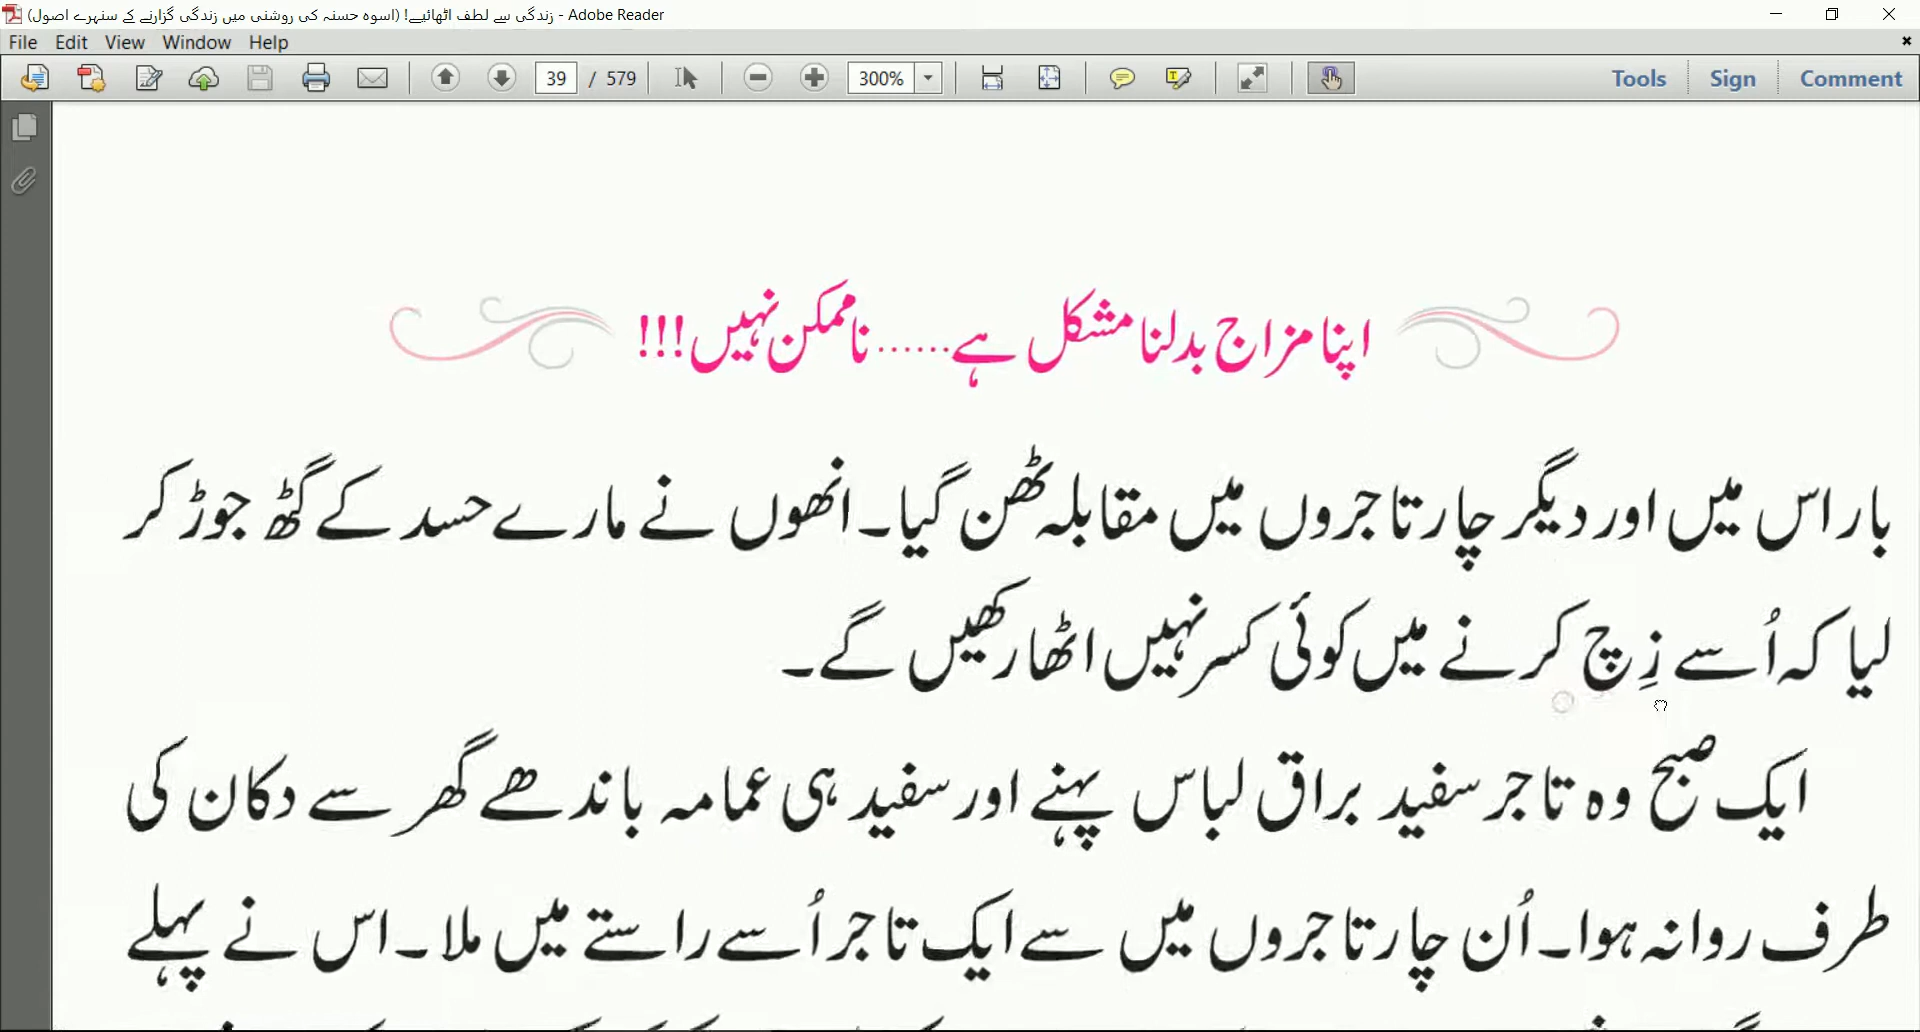 زندگی سے لطف اٹھائیے! (اسوہ حسنہ کی روشنی میں زندگی گزارنے کے سنہرے اصول) - Adobe Reader
File Edit View Window Help
39 / 579 300% Tools Sign Comment
اپنا مزاج بدلنا مشکل ہے......ناممکن نہیں!!!
بار اس میں اور دیگر چار تاجروں میں مقابلہ ٹھن گیا۔ انھوں نے مارے حسد کے گٹھ جوڑ کر
لیا کہ اُسے زِچ کرنے میں کوئی کسر نہیں اٹھا رکھیں گے۔
ایک صبح وہ تاجر سفید براق لباس پہنے اور سفید ہی عمامہ باندھے گھر سے دکان کی
طرف روانہ ہوا۔ اُن چار تاجروں میں سے ایک تاجر اُسے راستے میں ملا۔ اس نے پہلے